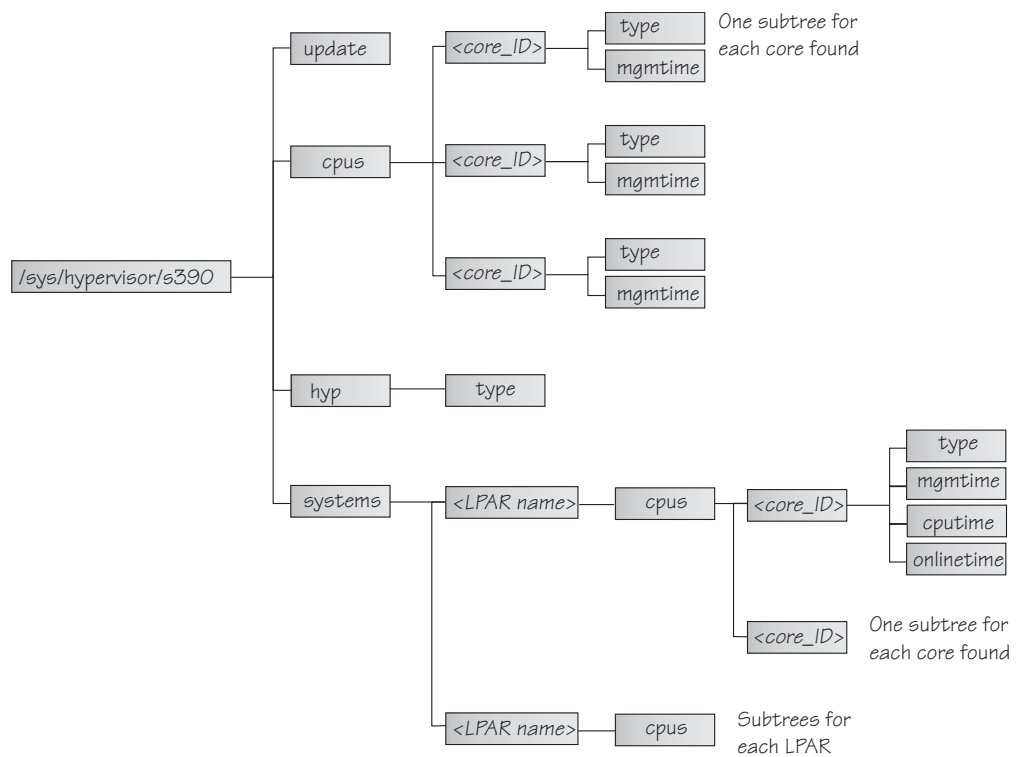 type
One subtree for
each core found
update
<core_ID>
mgmtime
type
cpus
<core_ID>
mgmtime
type
/sys/hypervisor/s390
<core_ID>
mgmtime
hyp
type
type
mgmtime
systems
<LPAR name>
cpus
<core_ID>
cputime
onlinetime
<core_ID>
One subtree for
each core found
<LPAR name>
cpus
Subtrees for
each LPAR